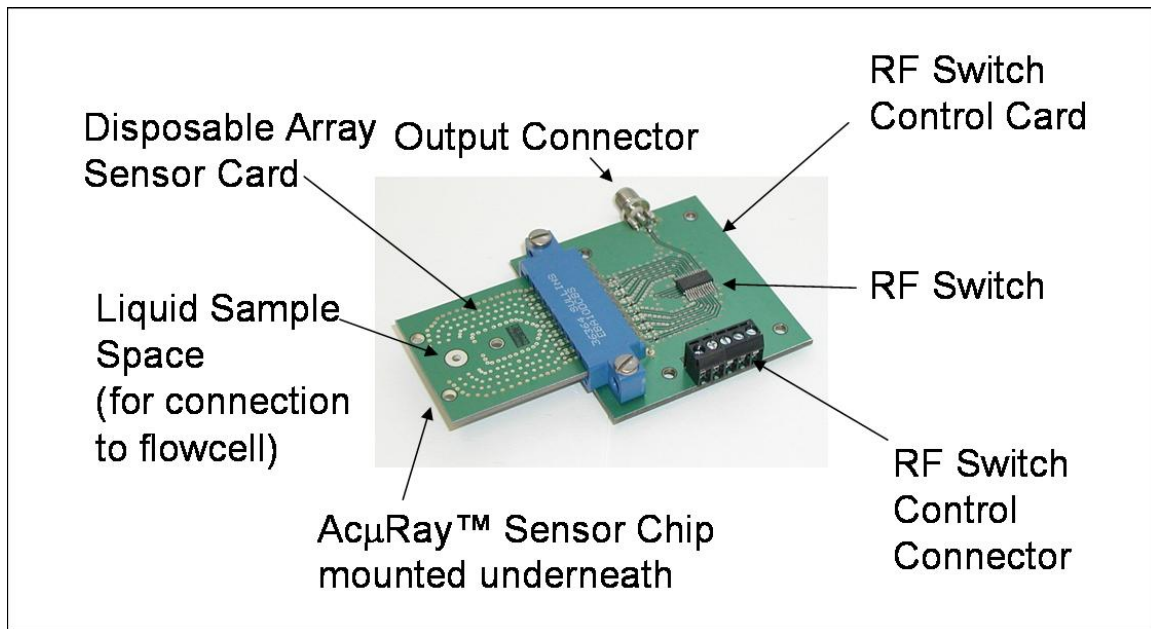 RF Switch
Control Card
Disposable Array
Sensor Card
Output Connector
RF Switch
Liquid Sample
Space
(for connection
to flowcell)
RF Switch
Control
Connector
AcμRay™ Sensor Chip
mounted underneath